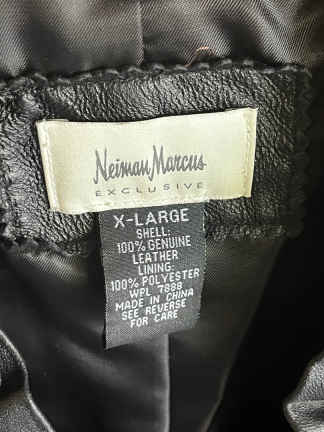 Neiman Marcus
EXCLUSIVE
X-LARGE
SHELL:
100% GENUINE
LEATHER
LINING:
100% POLYESTER
WPL 7888
MADE IN CHINA
SEE REVERSE
FOR CARE